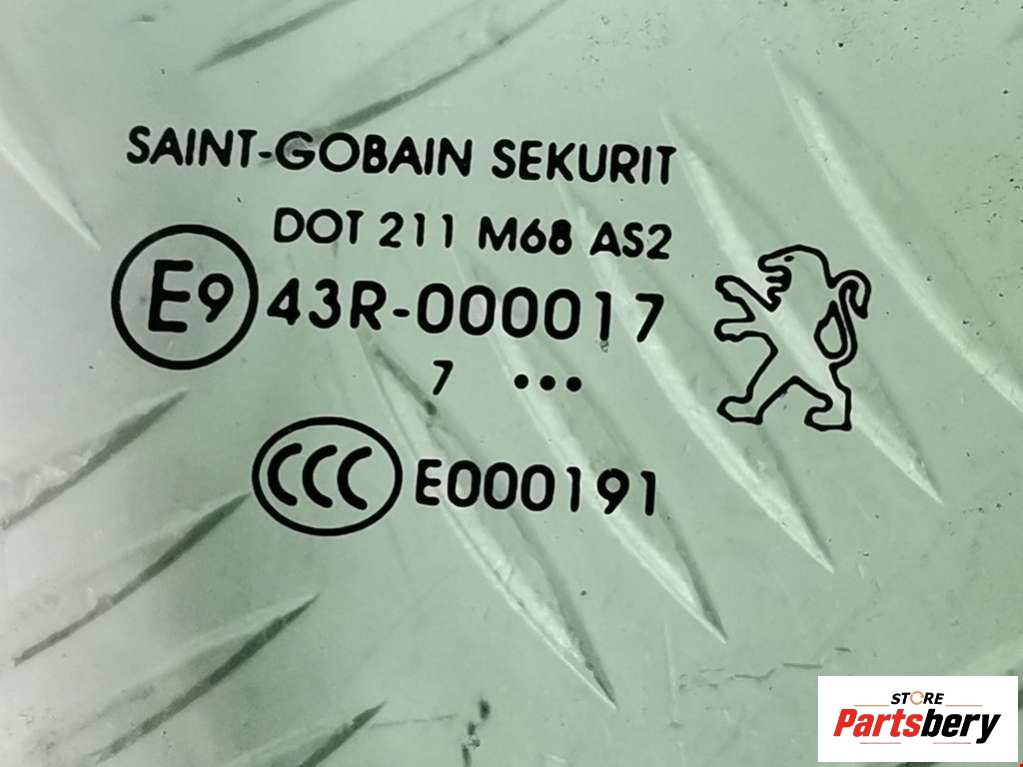 SAINT-GOBAIN SEKURIT
DOT 211 M68 AS2
E9 43R-000017
7 •••
CCC E000191
STORE
Partsbery